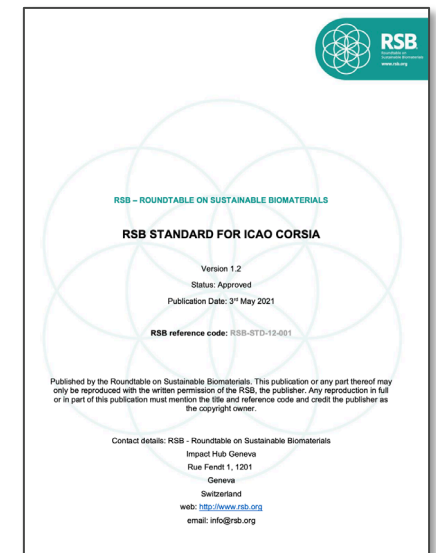 RSB
Roundtable on
Sustainable Biomaterials
www.rsb.org
RSB – ROUNDTABLE ON SUSTAINABLE BIOMATERIALS
RSB STANDARD FOR ICAO CORSIA
Version 1.2
Status: Approved
Publication Date: 3rd May 2021
RSB reference code: RSB-STD-12-001
Published by the Roundtable on Sustainable Biomaterials. This publication or any part thereof may
only be reproduced with the written permission of the RSB, the publisher. Any reproduction in full
or in part of this publication must mention the title and reference code and credit the publisher as
the copyright owner.
Contact details: RSB - Roundtable on Sustainable Biomaterials
Impact Hub Geneva
Rue Fendt 1, 1201
Geneva
Switzerland
web: http://www.rsb.org
email: info@rsb.org